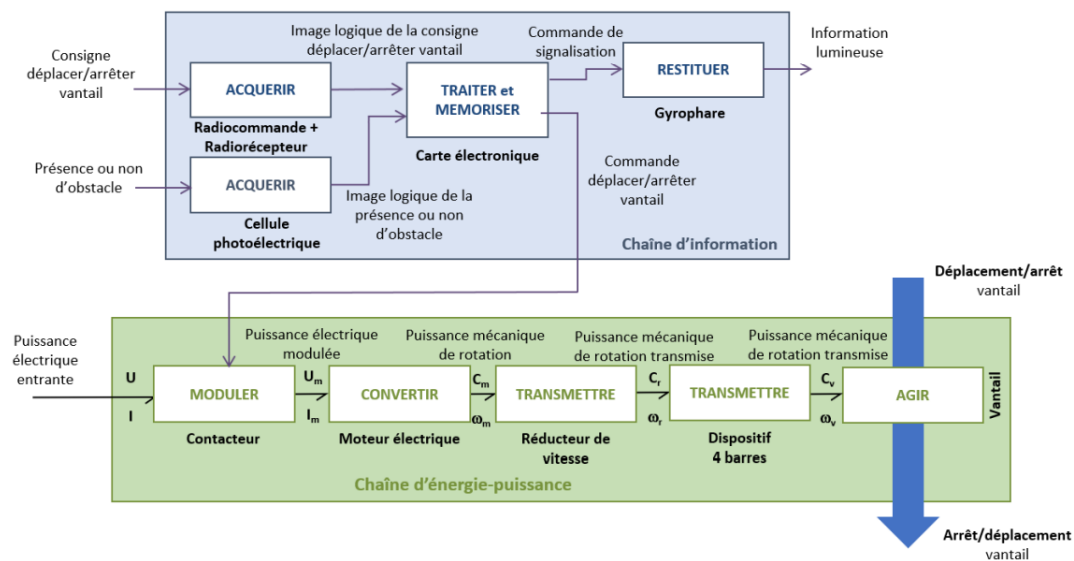 Consigne
déplacer/arrêter
vantail
Image logique de la consigne
déplacer/arrêter vantail
Commande de
signalisation
Information
lumineuse
ACQUERIR
Radiocommande +
Radiorécepteur
TRAITER et
MEMORISER
Carte électronique
RESTITUER
Gyrophare
Présence ou non
d'obstacle
ACQUERIR
Cellule
photoélectrique
Image logique de la
présence ou non
d'obstacle
Commande
déplacer/arrêter
vantail
Chaîne d'information
Déplacement/arrêt
vantail
Puissance
électrique
entrante
U
I
MODULER
Contacteur
Puissance électrique
modulée
Um
Im
CONVERTIR
Moteur électrique
Puissance mécanique
de rotation
Cm
ωm
TRANSMETTRE
Réducteur de
vitesse
Puissance mécanique
de rotation transmise
Cr
ωr
TRANSMETTRE
Dispositif
4 barres
Puissance mécanique
de rotation transmise
Cv
ωv
AGIR
Vantail
Chaîne d'énergie-puissance
Arrêt/déplacement
vantail